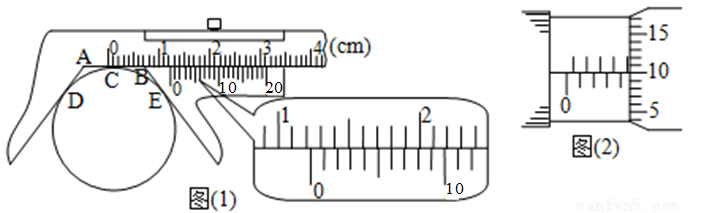 0 1 2 3 4 (cm)
A
C B
0 10 20
D E
1 2
0 10
图(1)
15
10
0
5
图(2)
manfen5.com